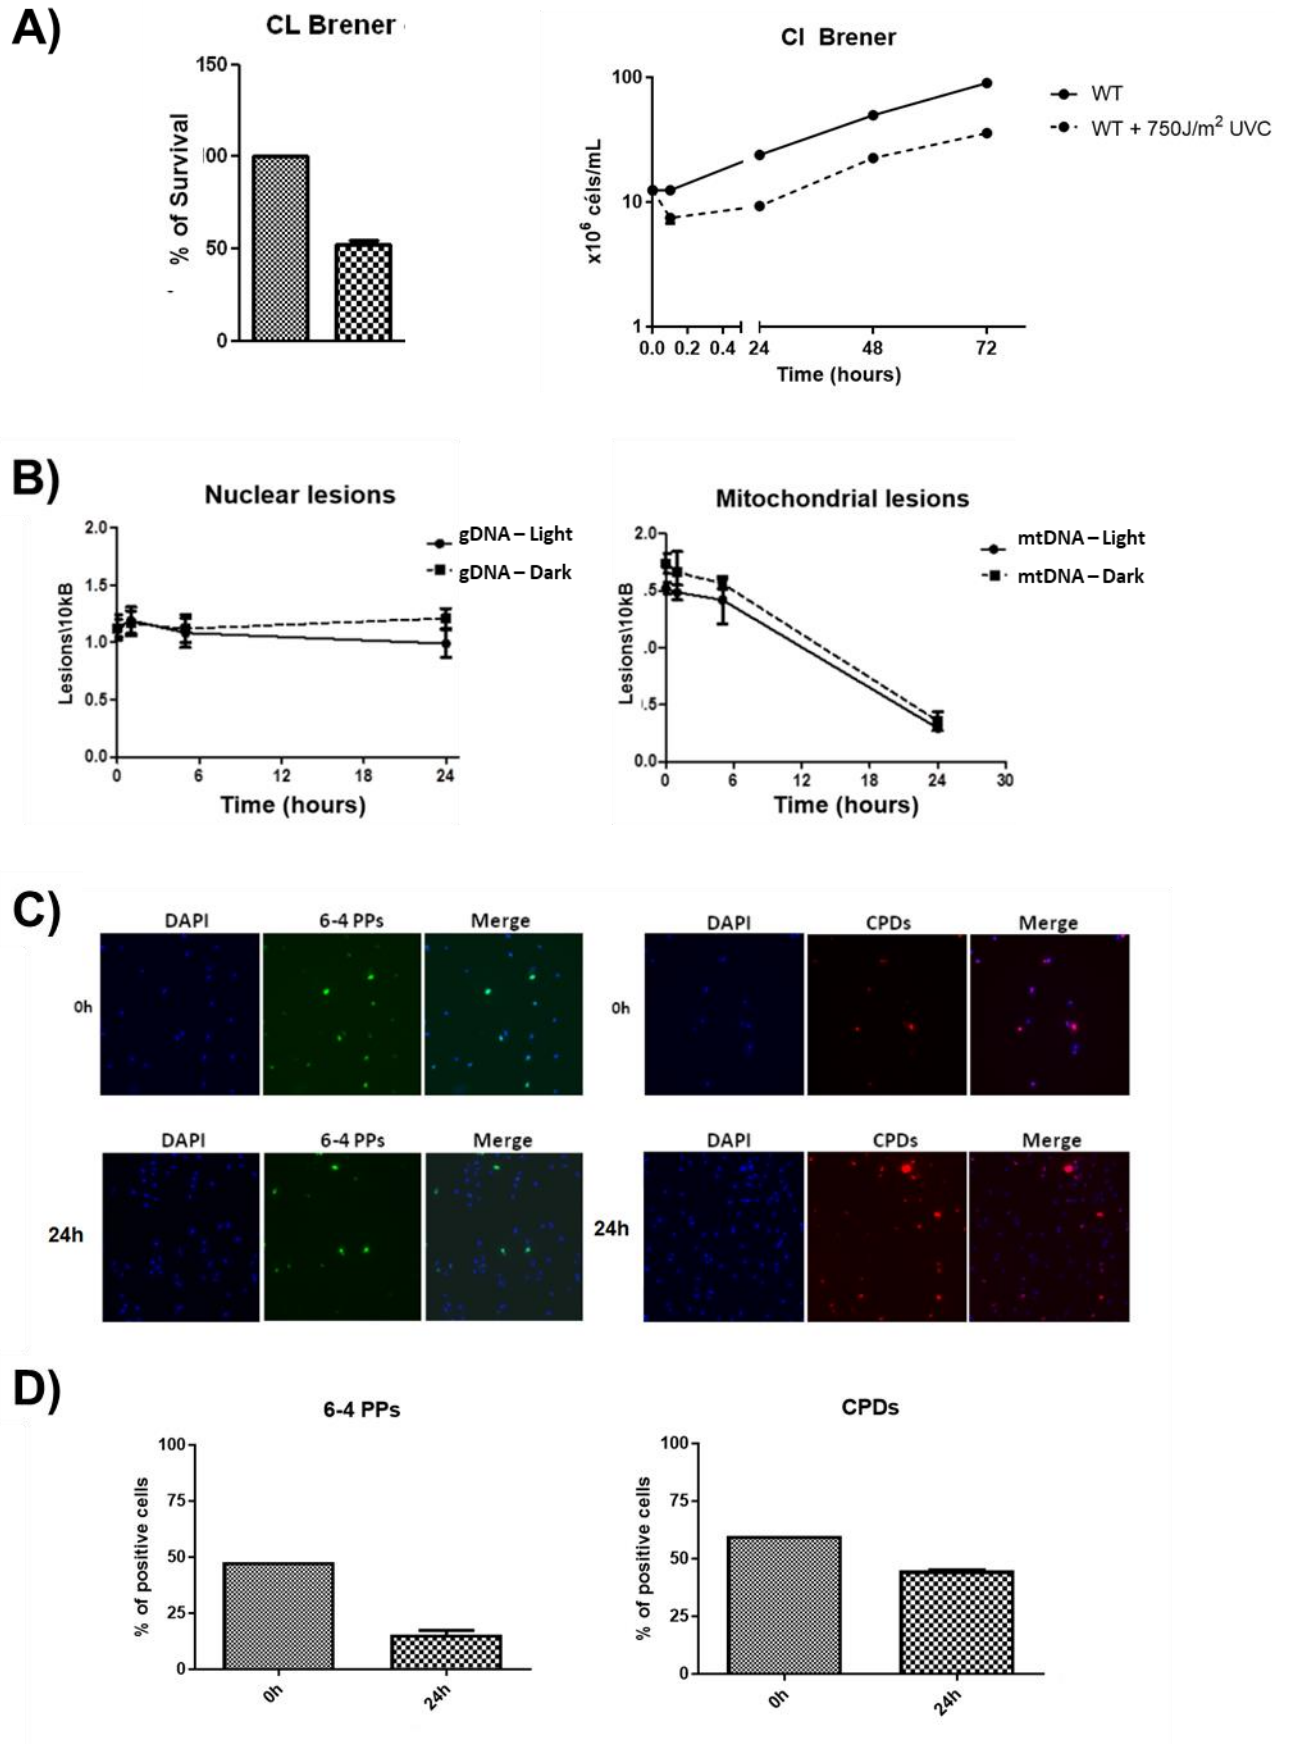 A)
CL Brener
150
100
50
0
% of Survival
Cl Brener
100
10
1
x10⁶ céls/mL
0.0 0.2 0.4 24 48 72
Time (hours)
WT
WT + 750J/m² UVC
B)
Nuclear lesions
2.0
1.5
1.0
0.5
0.0
Lesions\10kB
0 6 12 18 24
Time (hours)
gDNA – Light
gDNA – Dark
Mitochondrial lesions
2.0
.5
.0
.5
0.0
Lesions\10kB
0 6 12 18 24 30
Time (hours)
mtDNA – Light
mtDNA – Dark
C)
DAPI 6-4 PPs Merge
0h
DAPI CPDs Merge
0h
DAPI 6-4 PPs Merge
24h
DAPI CPDs Merge
24h
D)
6-4 PPs
100
75
50
25
0
% of positive cells
0h 24h
CPDs
100
75
50
25
0
% of positive cells
0h 24h